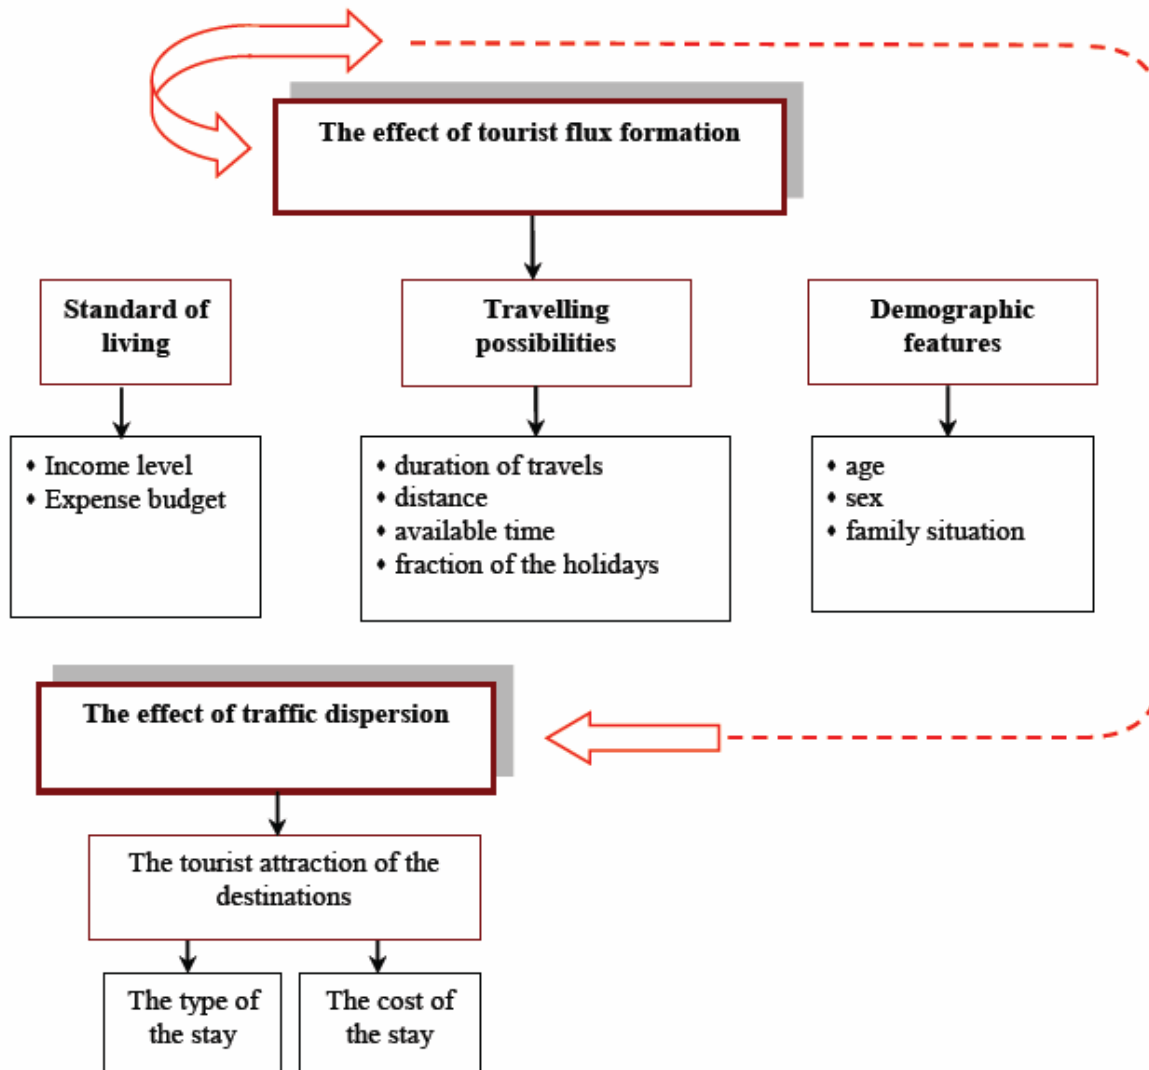 The effect of tourist flux formation
Standard of
living
Travelling
possibilities
Demographic
features
♦ Income level
♦ Expense budget
♦ duration of travels
♦ distance
♦ available time
♦ fraction of the holidays
♦ age
♦ sex
♦ family situation
The effect of traffic dispersion
The tourist attraction of the
destinations
The type of
the stay
The cost of
the stay